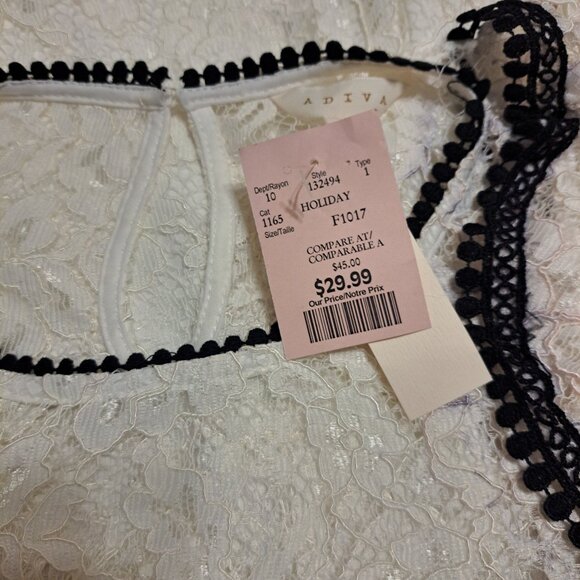 ADIVA
Dept/Rayon Style Type
10 132494 1
Cat HOLIDAY
1165 F1017
Size/Taille
COMPARE AT/
COMPARABLE A
$45.00
$29.99
Our Price/Notre Prix